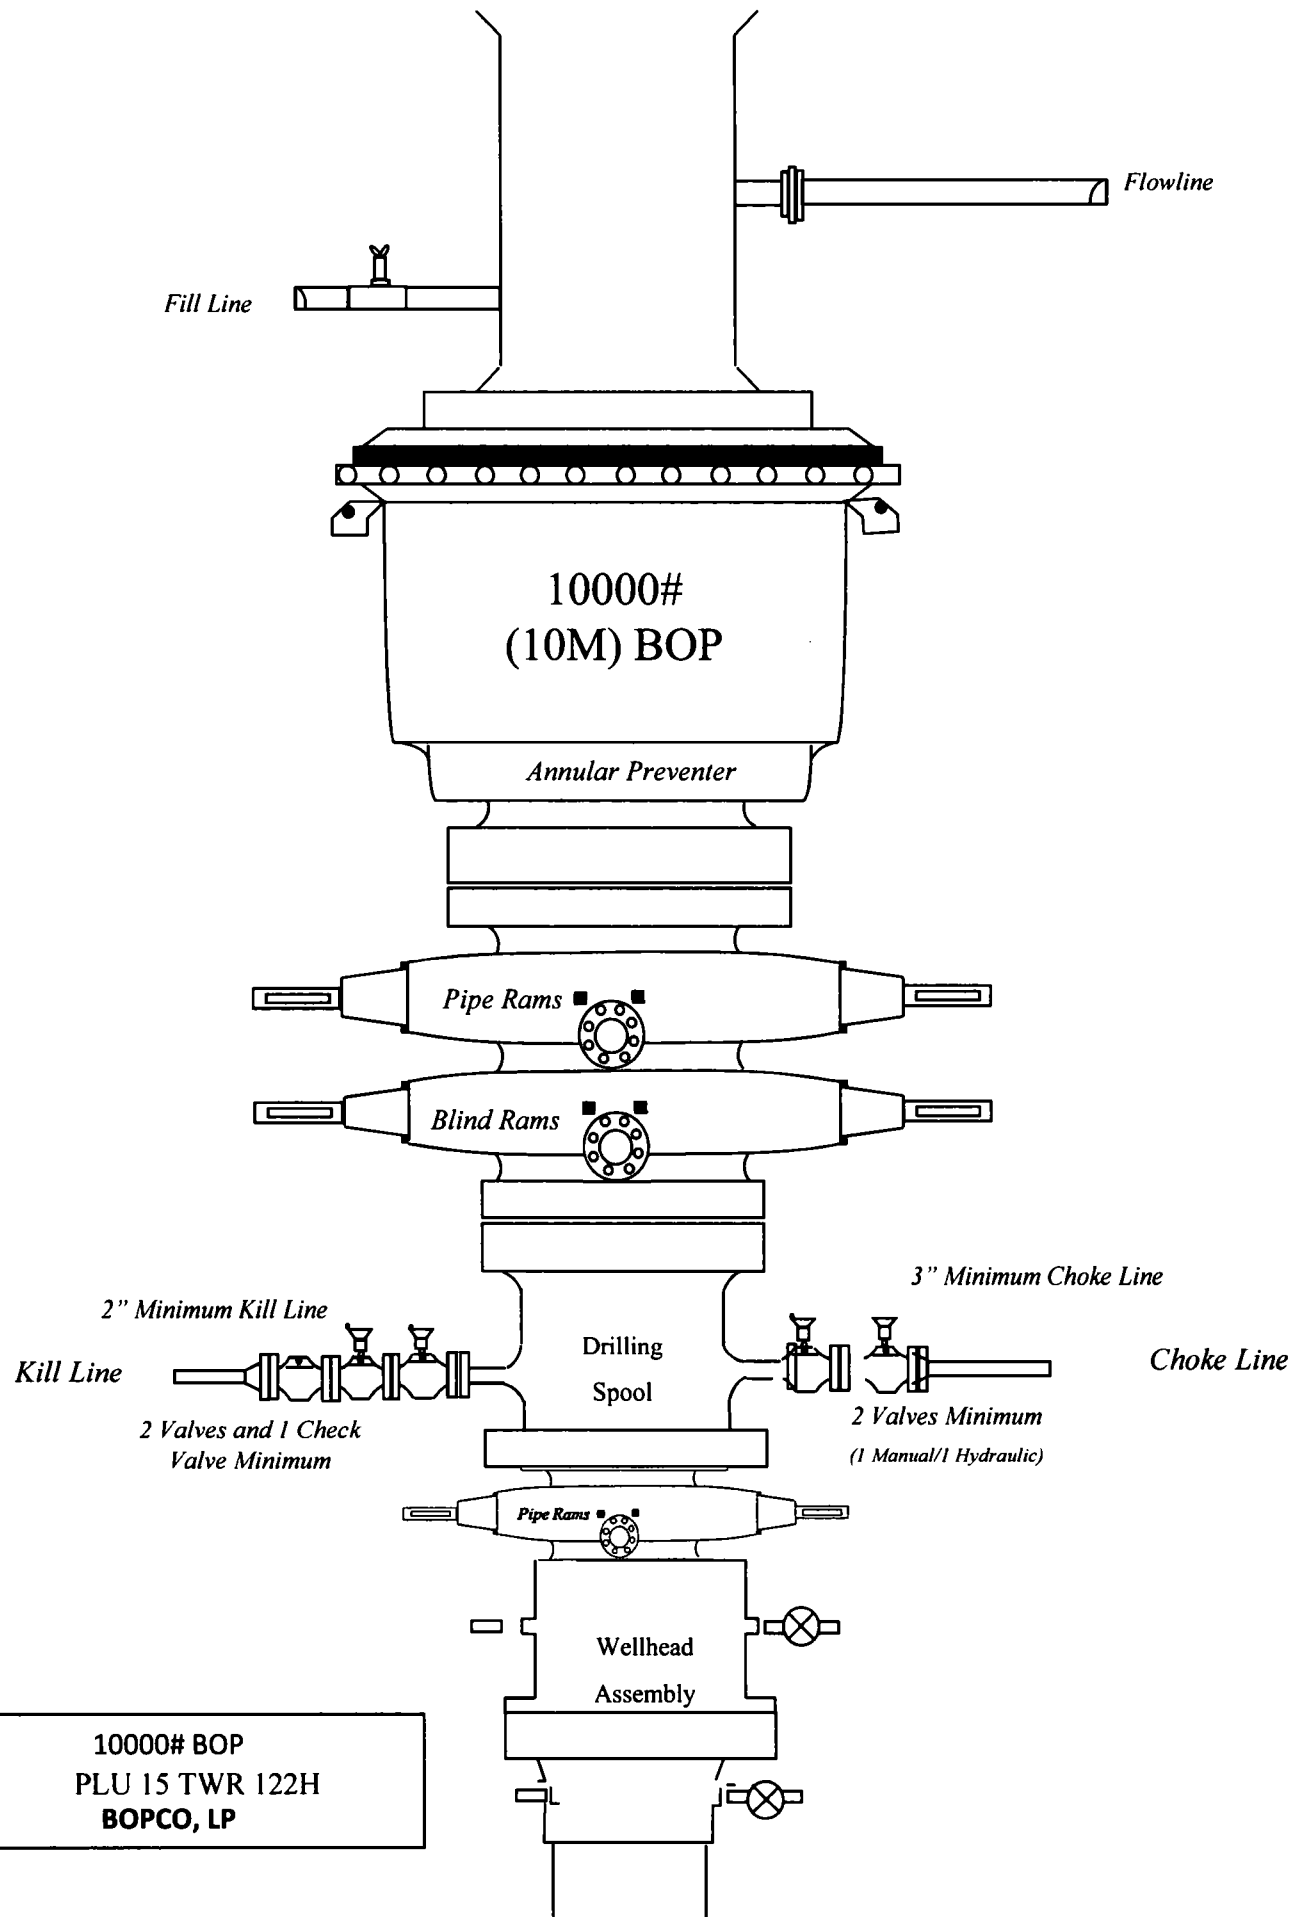 Flowline
Fill Line
10000#
(10M) BOP
Annular Preventer
Pipe Rams
Blind Rams
3” Minimum Choke Line
2” Minimum Kill Line
Drilling
Spool
Kill Line
Choke Line
2 Valves and 1 Check
Valve Minimum
2 Valves Minimum
(1 Manual/1 Hydraulic)
Pipe Rams
Wellhead
Assembly
10000# BOP
PLU 15 TWR 122H
BOPCO, LP